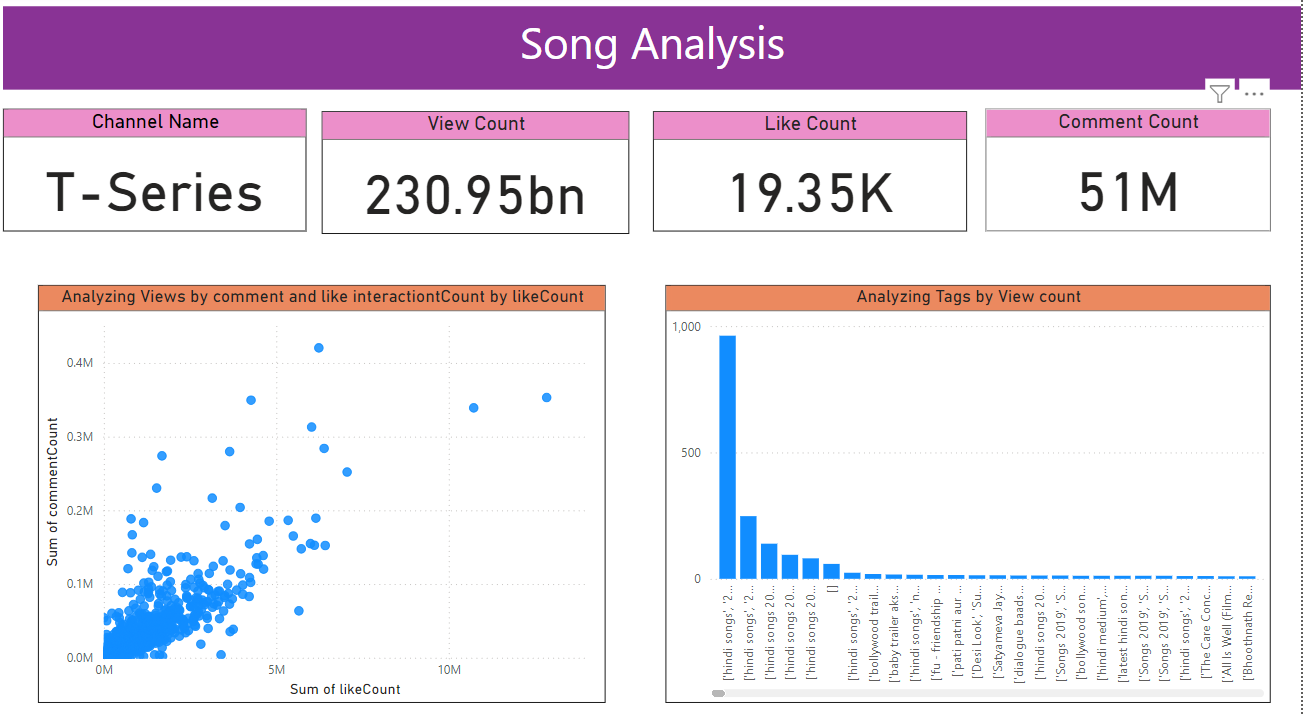 Song Analysis
Channel Name
T-Series
View Count
230.95bn
Like Count
19.35K
Comment Count
51M
Analyzing Views by comment and like interactiontCount by likeCount
Sum of commentCount
0.4M
0.3M
0.2M
0.1M
0.0M
0M
5M
10M
Sum of likeCount
Analyzing Tags by View count
1,000
500
0
['hindi songs', '2...
['hindi songs', '2...
['hindi songs 20...
['hindi songs 20...
['hindi songs 20...
[]
['hindi songs', '2...
['bollywood trail...
['baby trailer aks...
['hindi songs', 'n...
['fu - friendship ...
['pati patni aur ...
['Desi Look', 'Su...
['Satyameva Jay...
['dialogue baads...
['hindi songs 20...
['Songs 2019', 'S...
['bollywood son...
['hindi medium',...
['latest hindi son...
['Songs 2019', 'S...
['Songs 2019', 'S...
['hindi songs', '2...
['The Care Conc...
['All Is Well (Film...
['Bhoothnath Re...